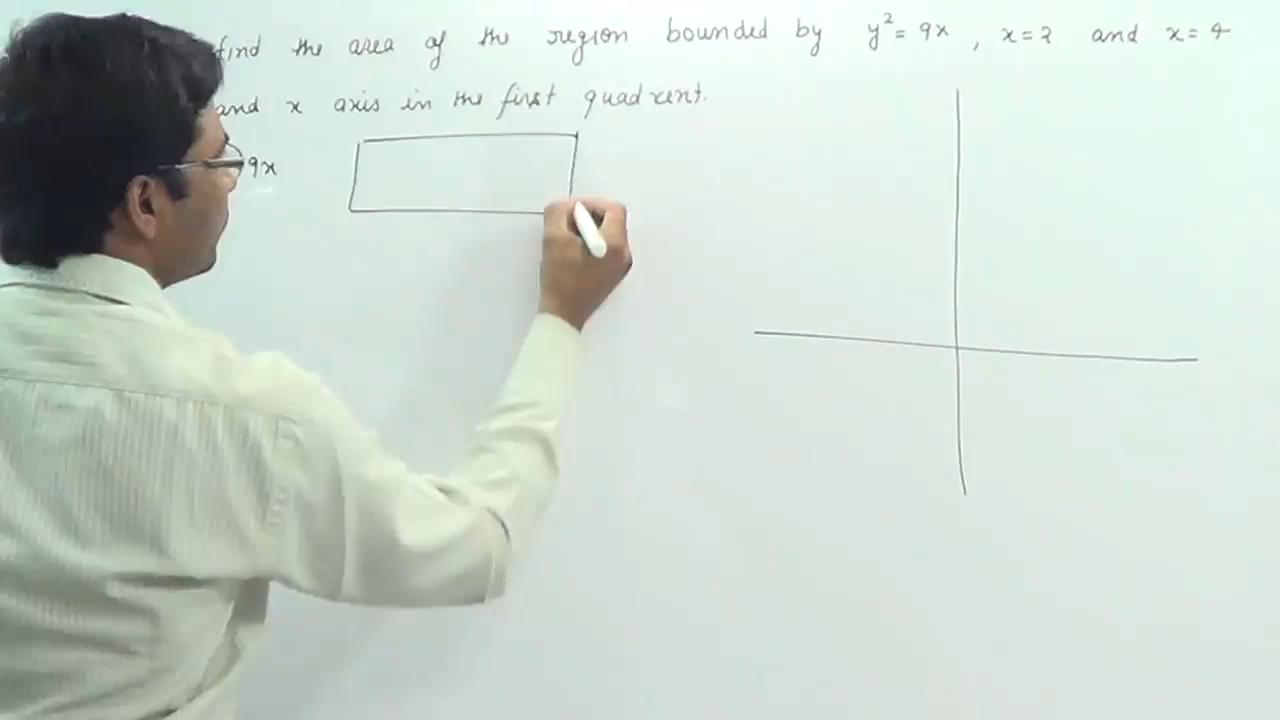 find the area of the region bounded by y² = 9x , x = 2 and x = 4
and x axis in the first quadrent.
9x